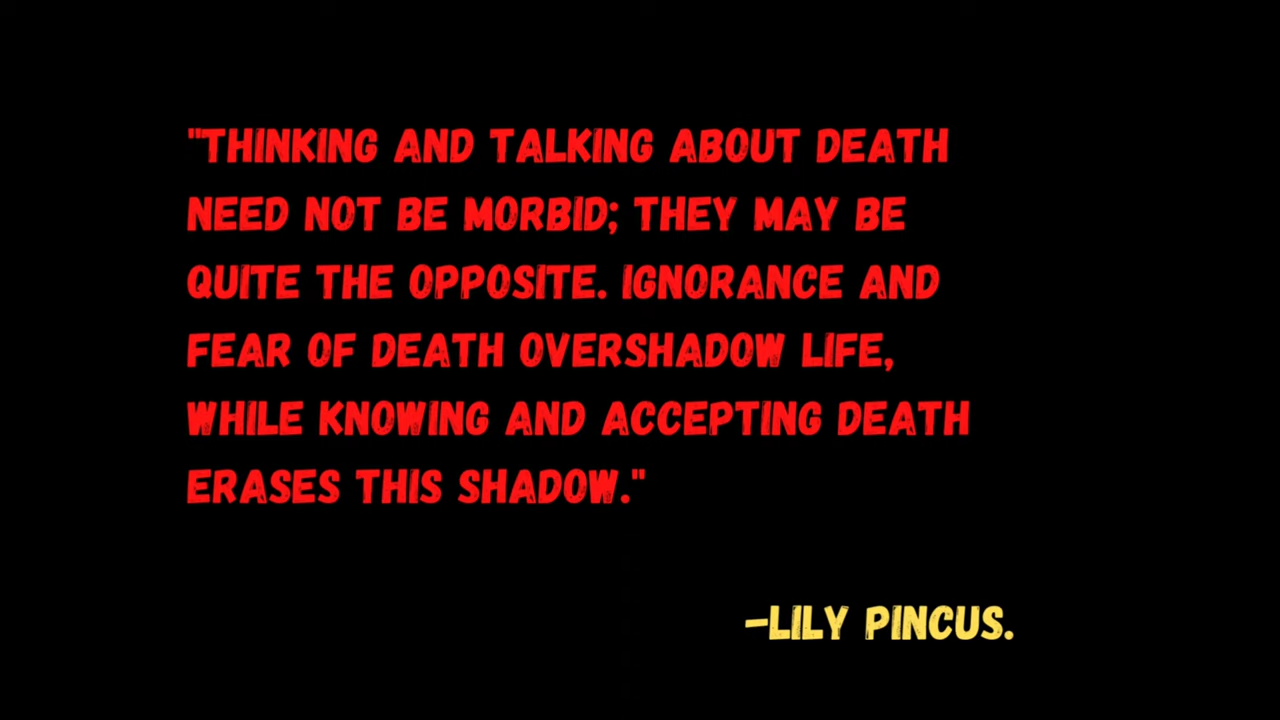 "THINKING AND TALKING ABOUT DEATH
NEED NOT BE MORBID; THEY MAY BE
QUITE THE OPPOSITE. IGNORANCE AND
FEAR OF DEATH OVERSHADOW LIFE,
WHILE KNOWING AND ACCEPTING DEATH
ERASES THIS SHADOW."
-LILY PINCUS.